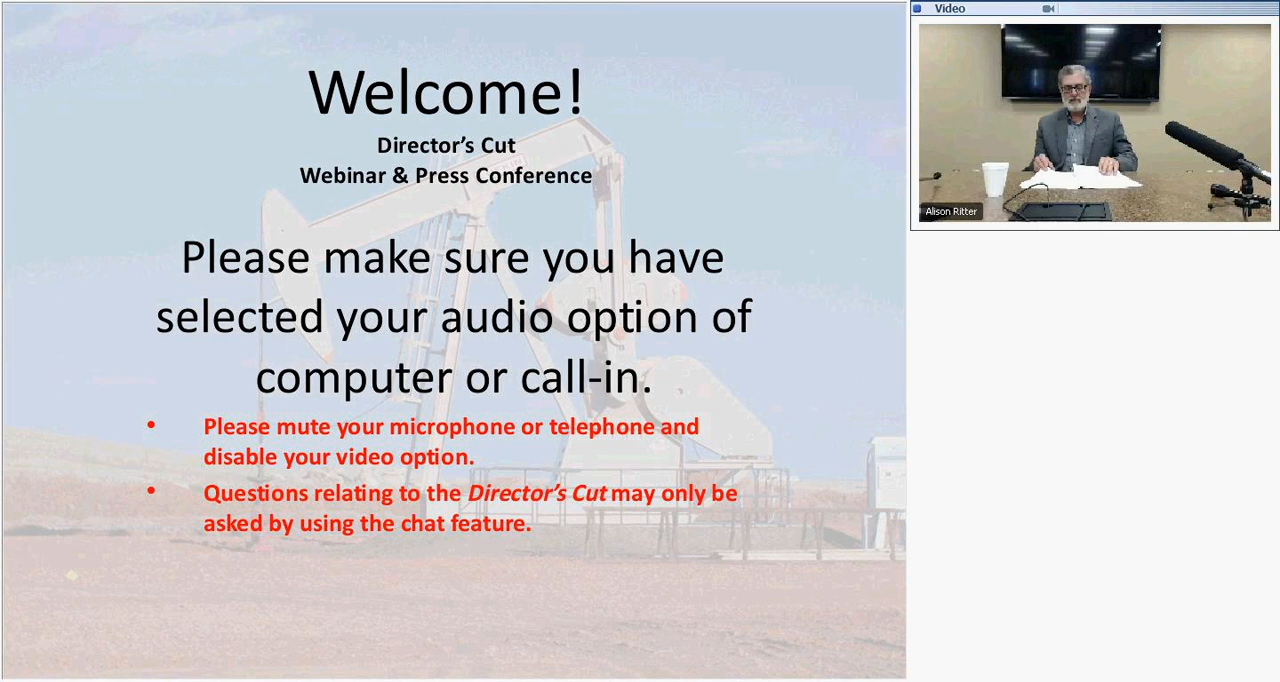 Welcome!
Director's Cut
Webinar & Press Conference
Please make sure you have
selected your audio option of
computer or call-in.
• Please mute your microphone or telephone and
disable your video option.
• Questions relating to the Director's Cut may only be
asked by using the chat feature.
Video
Alison Ritter